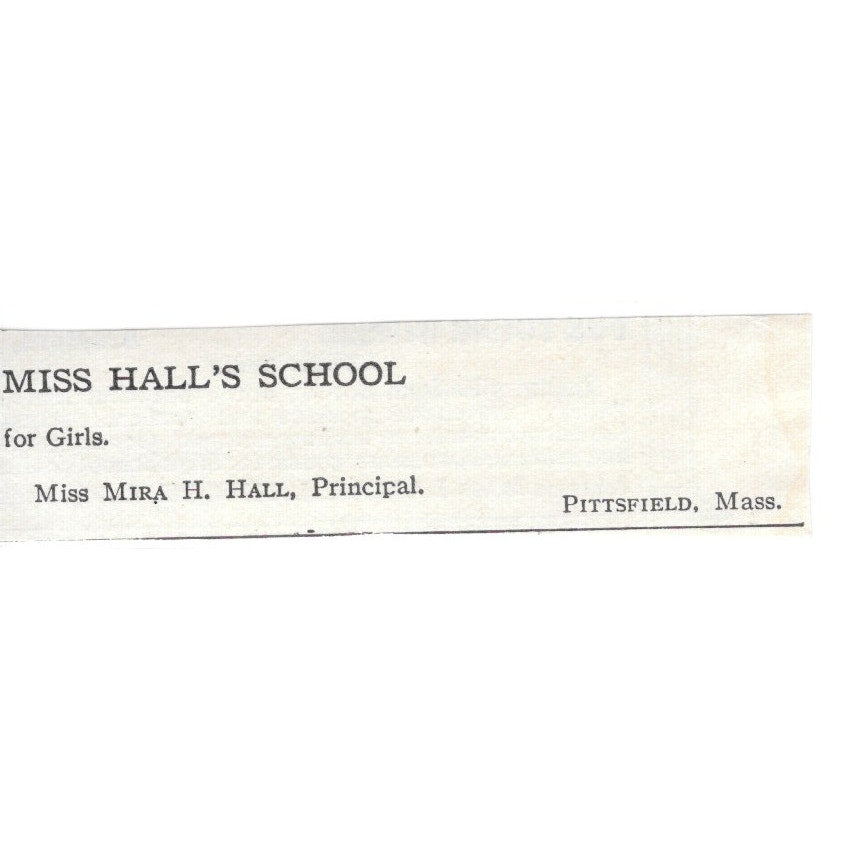 MISS HALL'S SCHOOL
for Girls.
Miss MIRA H. HALL, Principal.
PITTSFIELD, Mass.